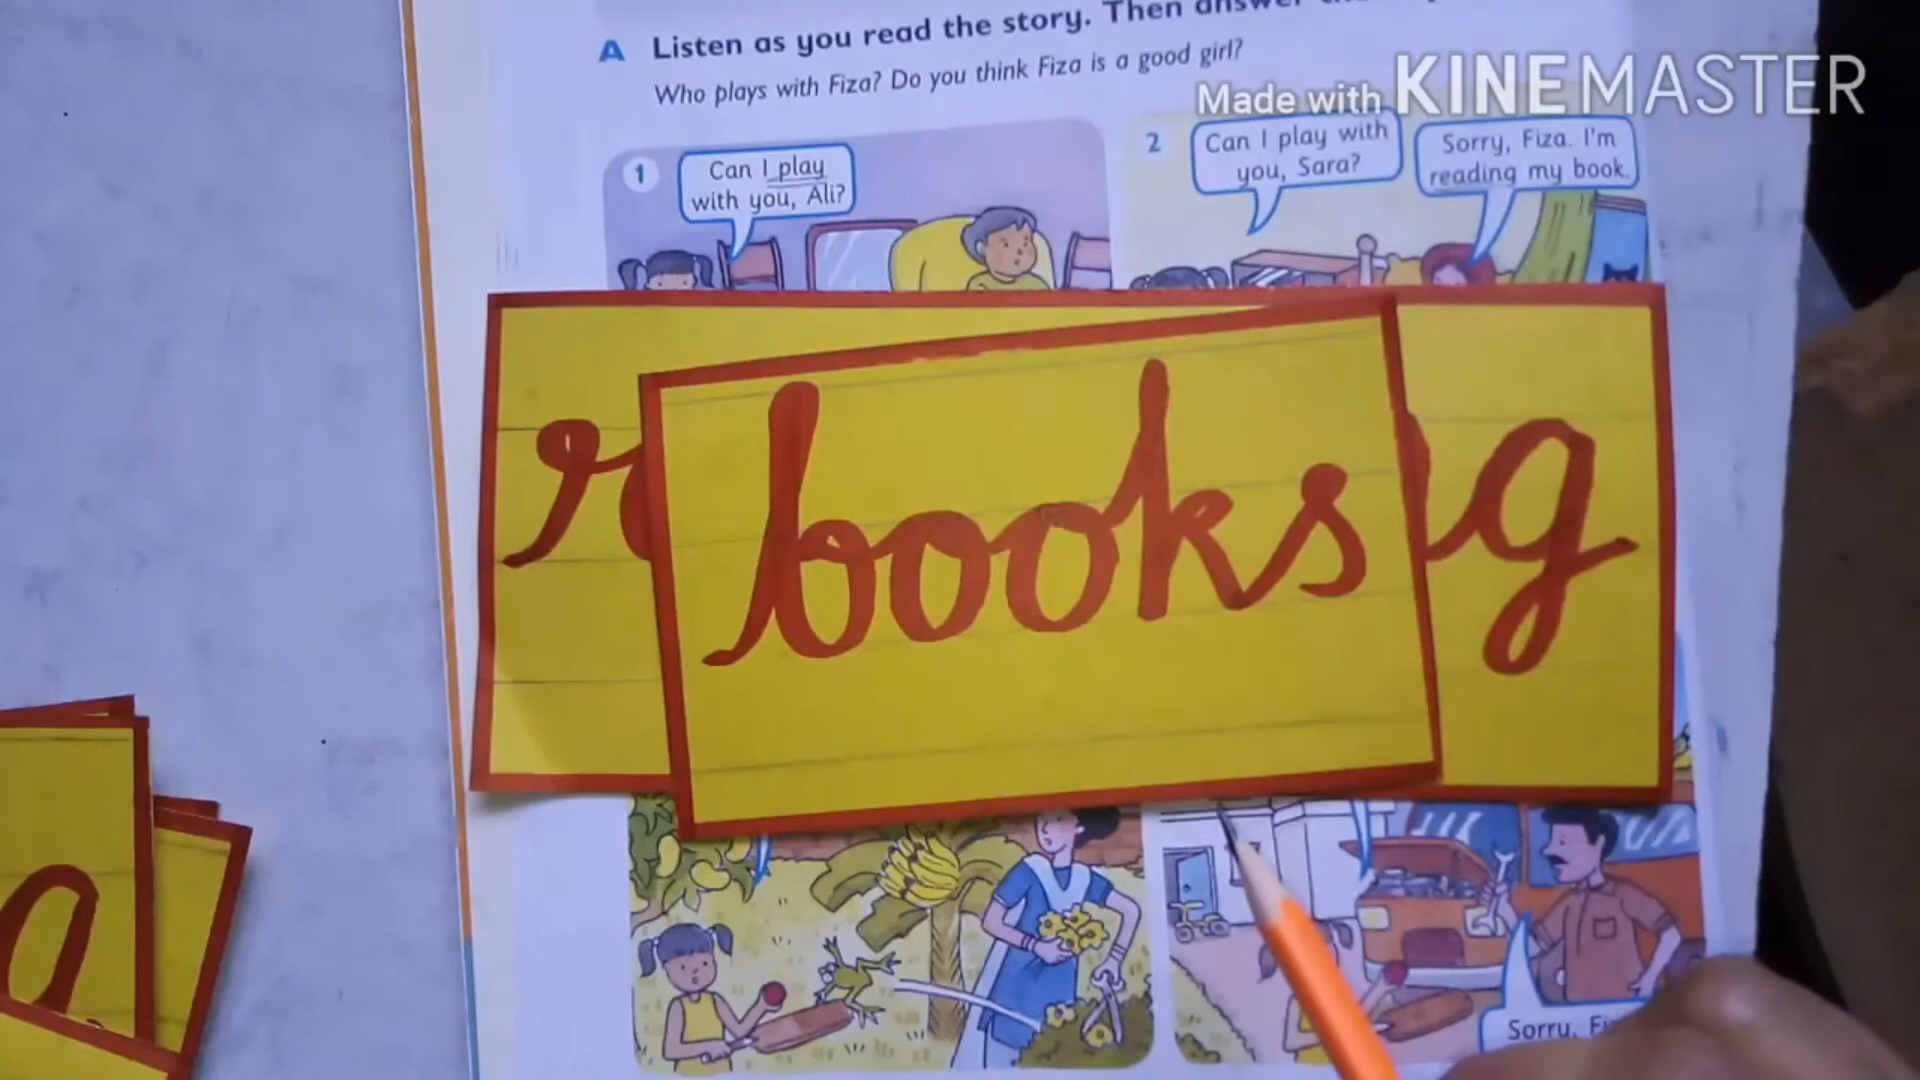 A Listen as you read the story. Then
Who plays with Fiza? Do you think Fiza is a good girl?
Made with KINEMASTER
1
Can I play
with you, Ali?
2
Can I play with
you, Sara?
Sorry, Fiza. I'm
reading my book.
books
g
Sorry,